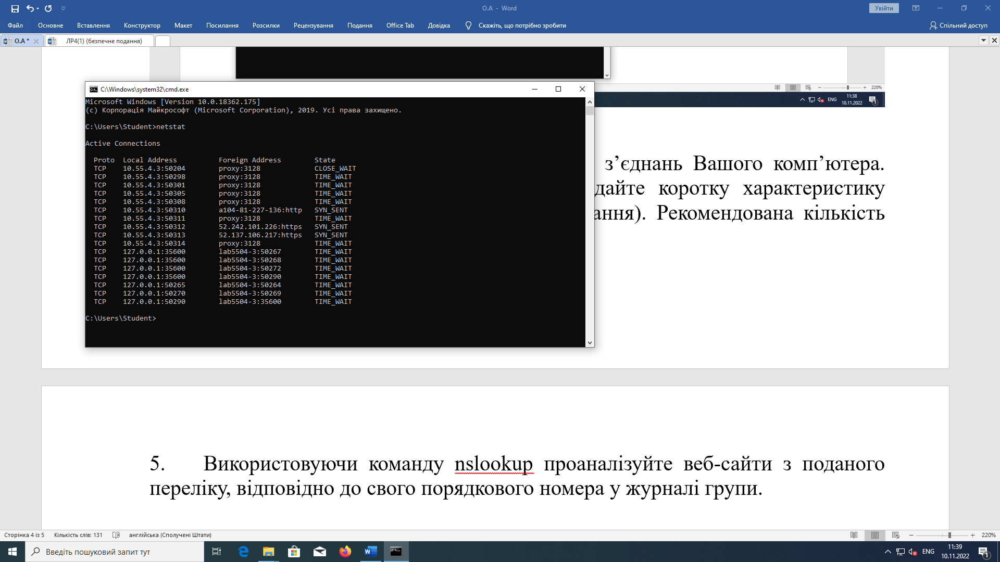 O.A - Word
Увійти
Файл Основне Вставлення Конструктор Макет Посилання Розсилки Рецензування Подання Office Tab Довідка Скажіть, що потрібно зробити Спільний доступ
O.A * ЛР4(1) (безпечне подання)
220%
ENG 11:38
10.11.2022
1
C:\Windows\system32\cmd.exe
Microsoft Windows [Version 10.0.18362.175]
(c) Корпорація Майкрософт (Microsoft Corporation), 2019. Усі права захищено.
C:\Users\Student>netstat
Active Connections
Proto Local Address Foreign Address State
TCP 10.55.4.3:50204 proxy:3128 CLOSE_WAIT
TCP 10.55.4.3:50298 proxy:3128 TIME_WAIT
TCP 10.55.4.3:50301 proxy:3128 TIME_WAIT
TCP 10.55.4.3:50305 proxy:3128 TIME_WAIT
TCP 10.55.4.3:50308 proxy:3128 TIME_WAIT
TCP 10.55.4.3:50310 a104-81-227-136:http SYN_SENT
TCP 10.55.4.3:50311 proxy:3128 TIME_WAIT
TCP 10.55.4.3:50312 52.242.101.226:https SYN_SENT
TCP 10.55.4.3:50313 52.137.106.217:https SYN_SENT
TCP 10.55.4.3:50314 proxy:3128 TIME_WAIT
TCP 127.0.0.1:35600 lab5504-3:50267 TIME_WAIT
TCP 127.0.0.1:35600 lab5504-3:50268 TIME_WAIT
TCP 127.0.0.1:35600 lab5504-3:50272 TIME_WAIT
TCP 127.0.0.1:35600 lab5504-3:50290 TIME_WAIT
TCP 127.0.0.1:50265 lab5504-3:50264 TIME_WAIT
TCP 127.0.0.1:50270 lab5504-3:50269 TIME_WAIT
TCP 127.0.0.1:50290 lab5504-3:35600 TIME_WAIT
C:\Users\Student>
з’єднань Вашого комп’ютера.
дайте коротку характеристику
ання). Рекомендована кількість
5. Використовуючи команду nslookup проаналізуйте веб-сайти з поданого
переліку, відповідно до свого порядкового номера у журналі групи.
Сторінка 4 із 5 Кількість слів: 131 англійська (Сполучені Штати) 220%
Введіть пошуковий запит тут
ENG 11:39
10.11.2022
1